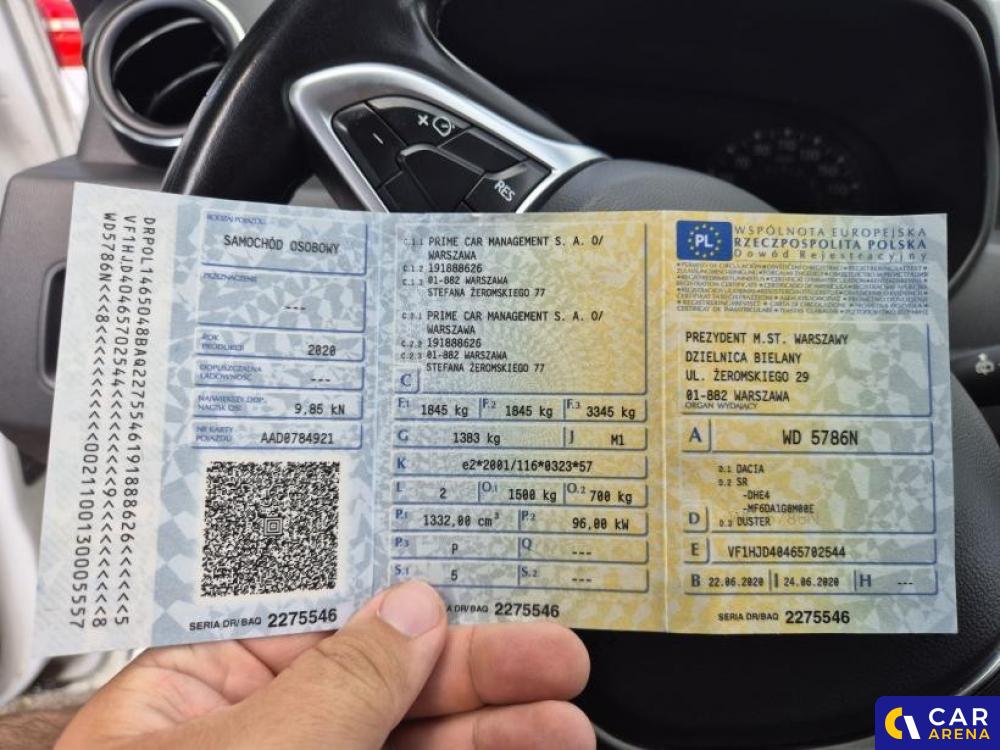 RES
DRPOL1465048BAQ2275546191888626<<<<<<5
VF1HJD40465702544<<<<<
WD5786N<<8
SERIA DR/BAQ 2275546
RODZAJ POJAZDU
SAMOCHÓD OSOBOWY
PRZEZNACZENIE
---
ROK
PRODUKCJI 2020
DOPUSZCZALNA
ŁADOWNOŚĆ ---
NAJWIĘKSZY DOP.
NACISK OSI 9,85 kN
NR KARTY
POJAZDU AAD0784921
C.1.1 PRIME CAR MANAGEMENT S. A. O/
WARSZAWA
C.1.2 191888626
C.1.3 01-882 WARSZAWA
STEFANA ŻEROMSKIEGO 77
C.2.1 PRIME CAR MANAGEMENT S. A. O/
WARSZAWA
C.2.2 191888626
C.2.3 01-882 WARSZAWA
STEFANA ŻEROMSKIEGO 77
C
F.1 1845 kg F.2 1845 kg F.3 3345 kg
G 1383 kg J M1
K e2*2001/116*0323*57
L 2 O.1 1500 kg O.2 700 kg
P.1 1332,00 cm³ P.2 96,00 kW
P.3 P Q ---
S.1 5 S.2 ---
A DR/BAQ 2275546
PL
WSPÓLNOTA EUROPEJSKA
RZECZPOSPOLITA POLSKA
Dowód Rejestracyjny
PREZYDENT M.ST. WARSZAWY
DZIELNICA BIELANY
UL. ŻEROMSKIEGO 29
01-882 WARSZAWA
ORGAN WYDAJĄCY
A WD 5786N
D.1 DACIA
D.2 SR
-DHE4
-MF6DA1G0M00E
D D.3 DUSTER
E VF1HJD40465702544
B 22.06.2020 I 24.06.2020 H ---
SERIA DR/BAQ 2275546
CAR
ARENA